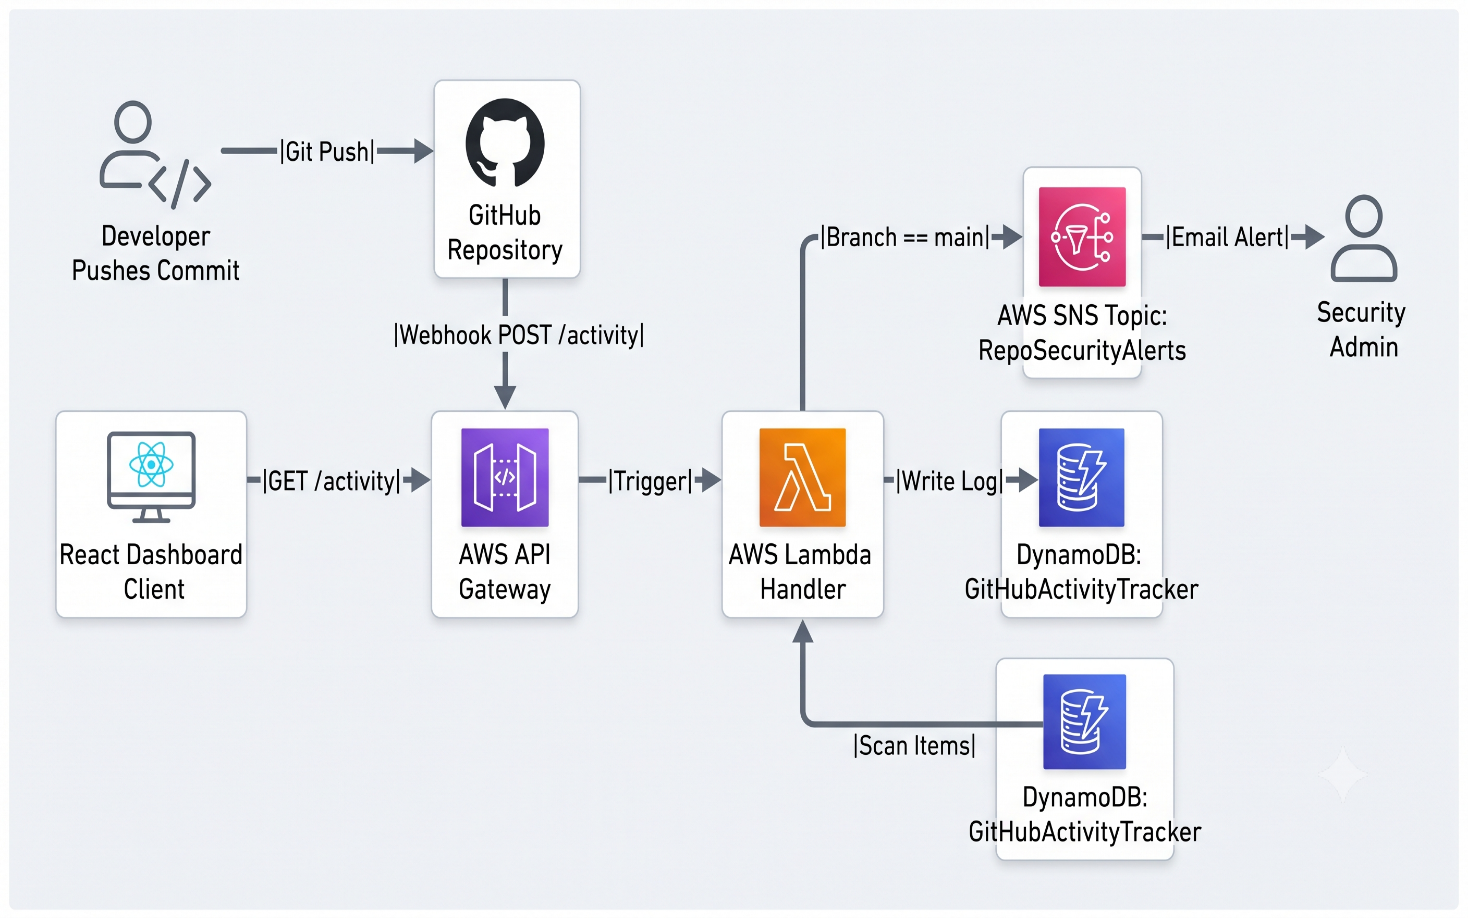 |Git Push|
Developer
Pushes Commit
GitHub
Repository
|Webhook POST /activity|
|Branch == main|
AWS SNS Topic:
RepoSecurityAlerts
|Email Alert|
Security
Admin
React Dashboard
Client
|GET /activity|
</>
AWS API
Gateway
|Trigger|
AWS Lambda
Handler
|Write Log|
DynamoDB:
GitHubActivityTracker
|Scan Items|
DynamoDB:
GitHubActivityTracker